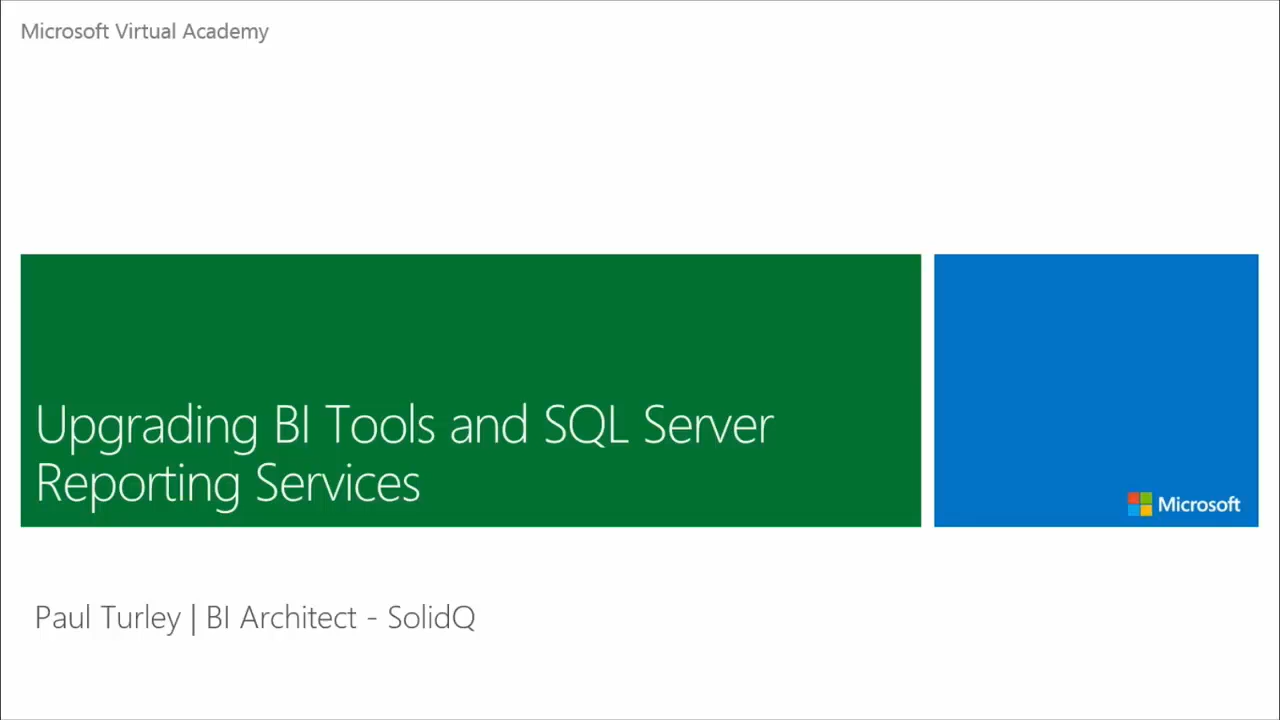 Microsoft Virtual Academy
Upgrading BI Tools and SQL Server
Reporting Services
Microsoft
Paul Turley | BI Architect - SolidQ